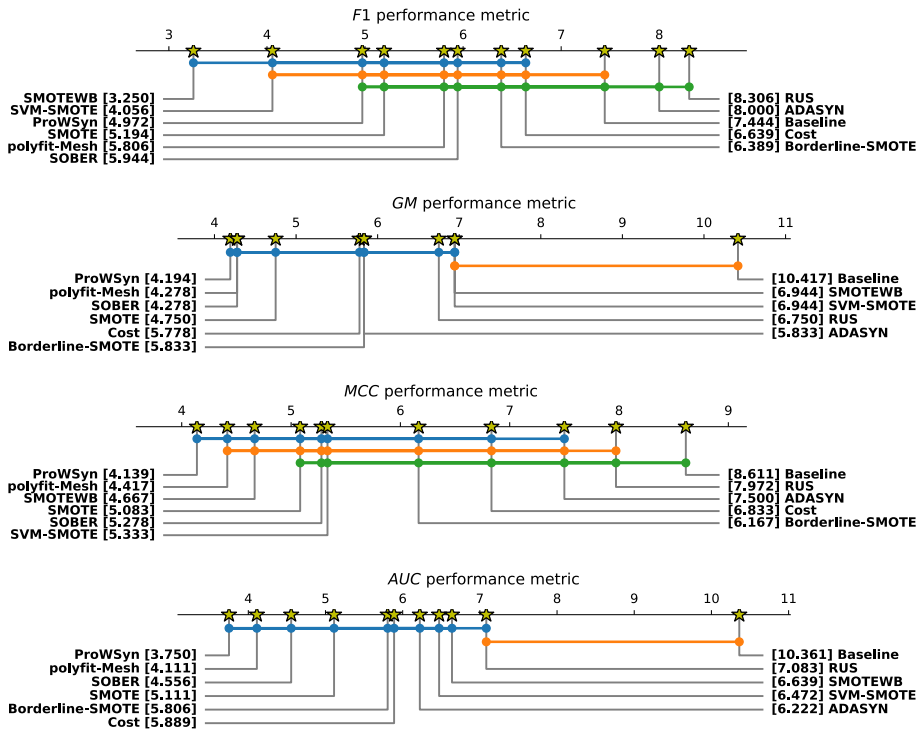 F1 performance metric
3 4 5 6 7 8
SMOTEWB [3.250] [8.306] RUS
SVM-SMOTE [4.056] [8.000] ADASYN
ProWSyn [4.972] [7.444] Baseline
SMOTE [5.194] [6.639] Cost
polyfit-Mesh [5.806] [6.389] Borderline-SMOTE
SOBER [5.944]
GM performance metric
4 5 6 7 8 9 10 11
ProWSyn [4.194] [10.417] Baseline
polyfit-Mesh [4.278] [6.944] SMOTEWB
SOBER [4.278] [6.944] SVM-SMOTE
SMOTE [4.750] [6.750] RUS
Cost [5.778] [5.833] ADASYN
Borderline-SMOTE [5.833]
MCC performance metric
4 5 6 7 8 9
ProWSyn [4.139] [8.611] Baseline
polyfit-Mesh [4.417] [7.972] RUS
SMOTEWB [4.667] [7.500] ADASYN
SMOTE [5.083] [6.833] Cost
SOBER [5.278] [6.167] Borderline-SMOTE
SVM-SMOTE [5.333]
AUC performance metric
4 5 6 7 8 9 10 11
ProWSyn [3.750] [10.361] Baseline
polyfit-Mesh [4.111] [7.083] RUS
SOBER [4.556] [6.639] SMOTEWB
SMOTE [5.111] [6.472] SVM-SMOTE
Borderline-SMOTE [5.806] [6.222] ADASYN
Cost [5.889]